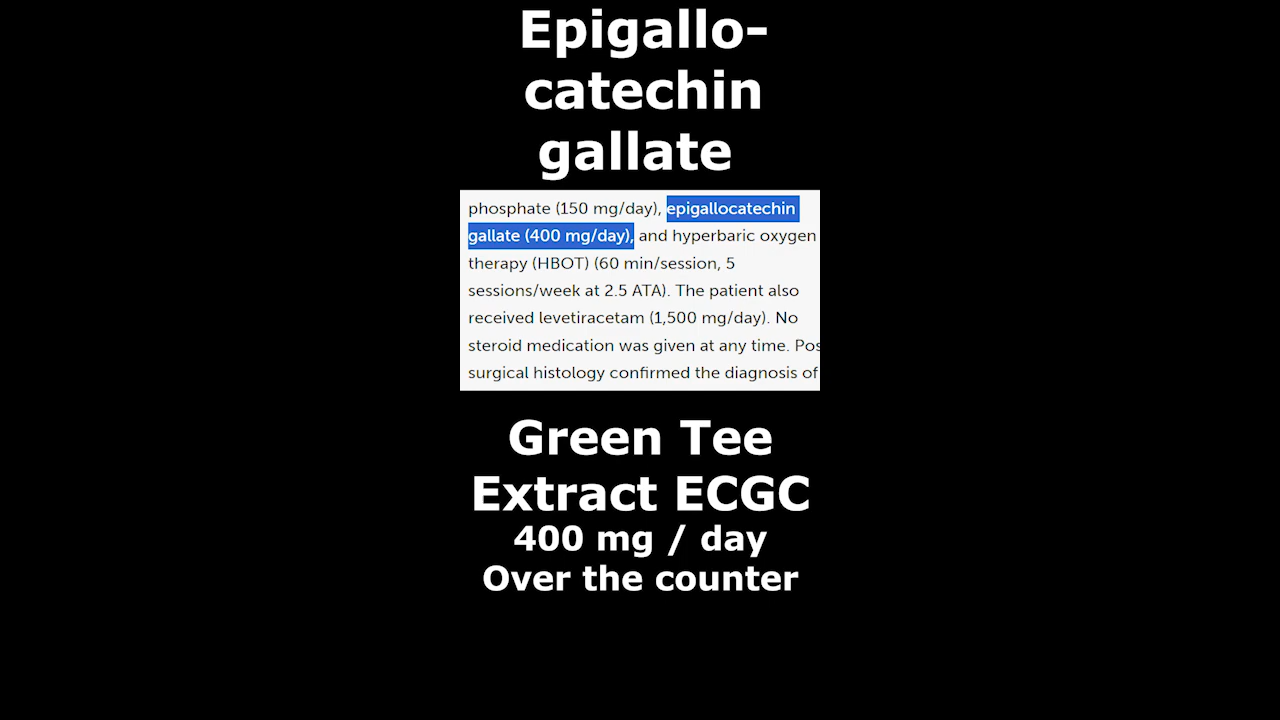 Epigallo-
catechin
gallate
phosphate (150 mg/day), epigallocatechin
gallate (400 mg/day), and hyperbaric oxygen
therapy (HBOT) (60 min/session, 5
sessions/week at 2.5 ATA). The patient also
received levetiracetam (1,500 mg/day). No
steroid medication was given at any time. Pos
surgical histology confirmed the diagnosis of
Green Tee
Extract ECGC
400 mg / day
Over the counter